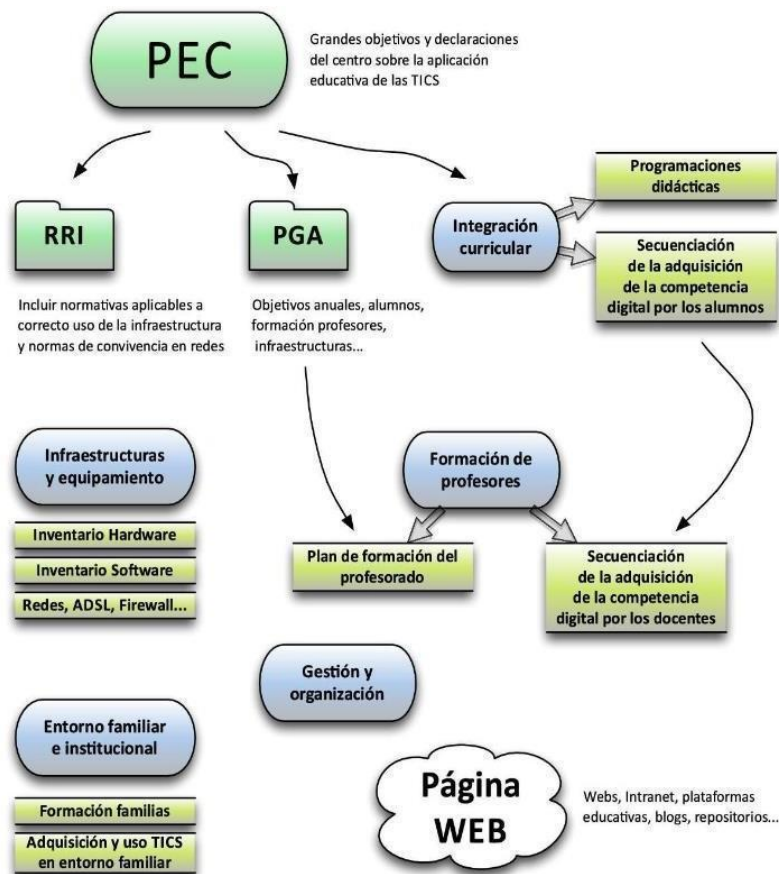 PEC
Grandes objetivos y declaraciones
del centro sobre la aplicación
educativa de las TICS
Programaciones
didácticas
RRI
PGA
Integración
curricular
Secuenciación
de la adquisición
de la competencia
digital por los alumnos
Incluir normativas aplicables a
correcto uso de la infraestructura
y normas de convivencia en redes
Objetivos anuales, alumnos,
formación profesores,
infraestructuras...
Infraestructuras
y equipamiento
Formación de
profesores
Inventario Hardware
Inventario Software
Redes, ADSL, Firewall...
Plan de formación del
profesorado
Secuenciación
de la adquisición
de la competencia
digital por los docentes
Gestión y
organización
Entorno familiar
e institucional
Formación familias
Adquisición y uso TICS
en entorno familiar
Página
WEB
Webs, Intranet, plataformas
educativas, blogs, repositorios...